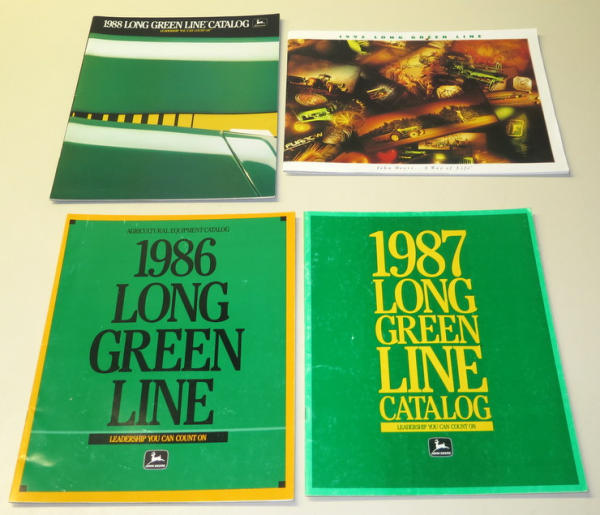 1988 LONG GREEN LINE CATALOG
LEADERSHIP YOU CAN COUNT ON
LONG GREEN LINE
John Deere A Way of Life
AGRICULTURAL EQUIPMENT CATALOG
1986
LONG
GREEN
LINE
LEADERSHIP YOU CAN COUNT ON
JOHN DEERE
1987
LONG
GREEN
LINE
CATALOG
LEADERSHIP YOU CAN COUNT ON
JOHN DEERE